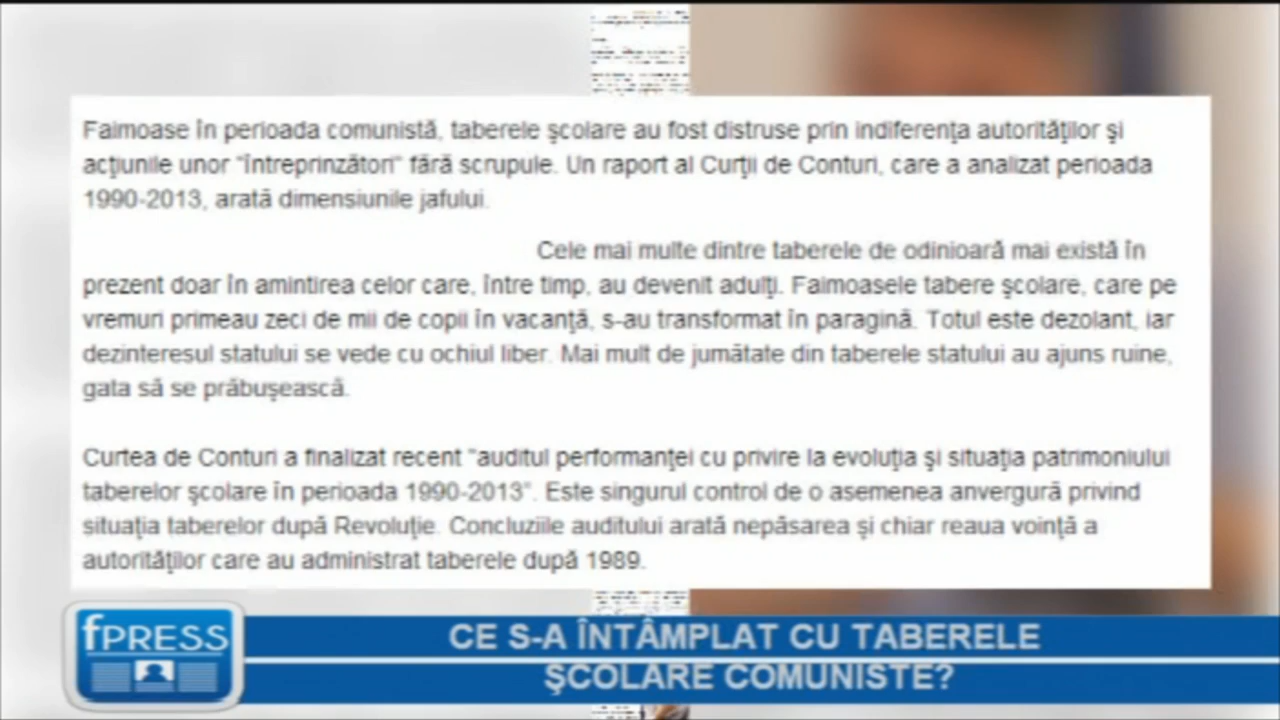 Faimoase în perioada comunistă, taberele şcolare au fost distruse prin indiferenţa autorităţilor şi
acţiunile unor "întreprinzători" fără scrupule. Un raport al Curţii de Conturi, care a analizat perioada
1990-2013, arată dimensiunile jafului.
Cele mai multe dintre taberele de odinioară mai există în
prezent doar în amintirea celor care, între timp, au devenit adulţi. Faimoasele tabere şcolare, care pe
vremuri primeau zeci de mii de copii în vacanţă, s-au transformat în paragină. Totul este dezolant, iar
dezinteresul statului se vede cu ochiul liber. Mai mult de jumătate din taberele statului au ajuns ruine,
gata să se prăbuşească.
Curtea de Conturi a finalizat recent "auditul performanţei cu privire la evoluţia şi situaţia patrimoniului
taberelor şcolare în perioada 1990-2013". Este singurul control de o asemenea anvergură privind
situaţia taberelor după Revoluţie. Concluziile auditului arată nepăsarea și chiar reaua voinţă a
autorităţilor care au administrat taberele după 1989.
fPRESS
CE S-A ÎNTÂMPLAT CU TABERELE
ŞCOLARE COMUNISTE?